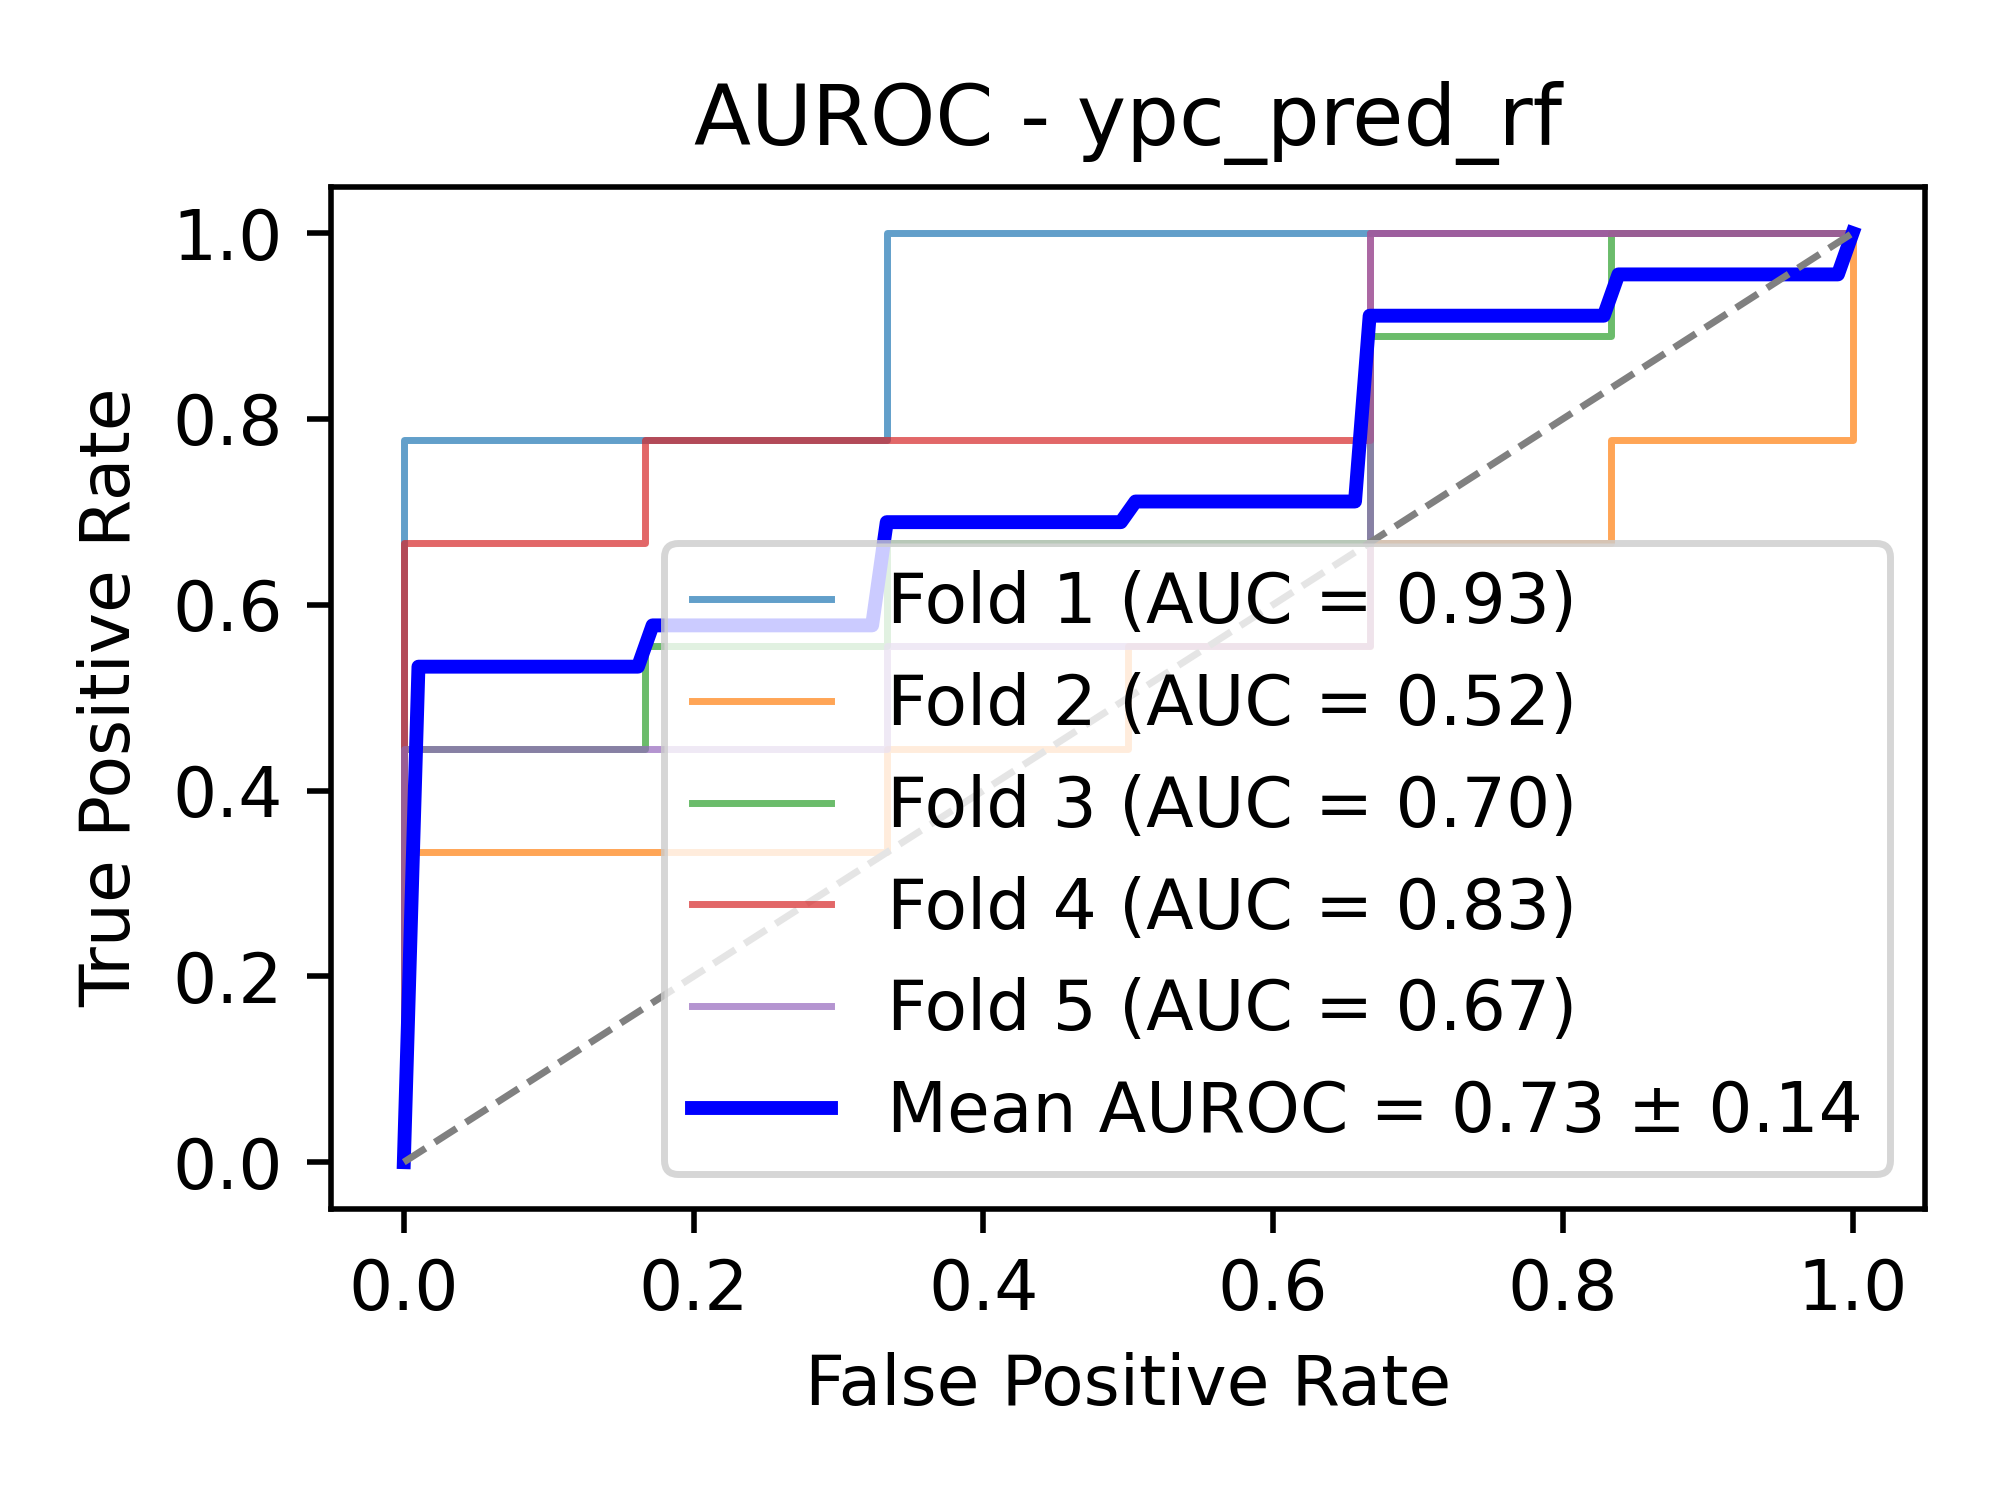 AUROC - ypc_pred_rf
True Positive Rate
1.0
0.8
0.6
0.4
0.2
0.0
Fold 1 (AUC = 0.93)
Fold 2 (AUC = 0.52)
Fold 3 (AUC = 0.70)
Fold 4 (AUC = 0.83)
Fold 5 (AUC = 0.67)
Mean AUROC = 0.73 ± 0.14
0.0 0.2 0.4 0.6 0.8 1.0
False Positive Rate